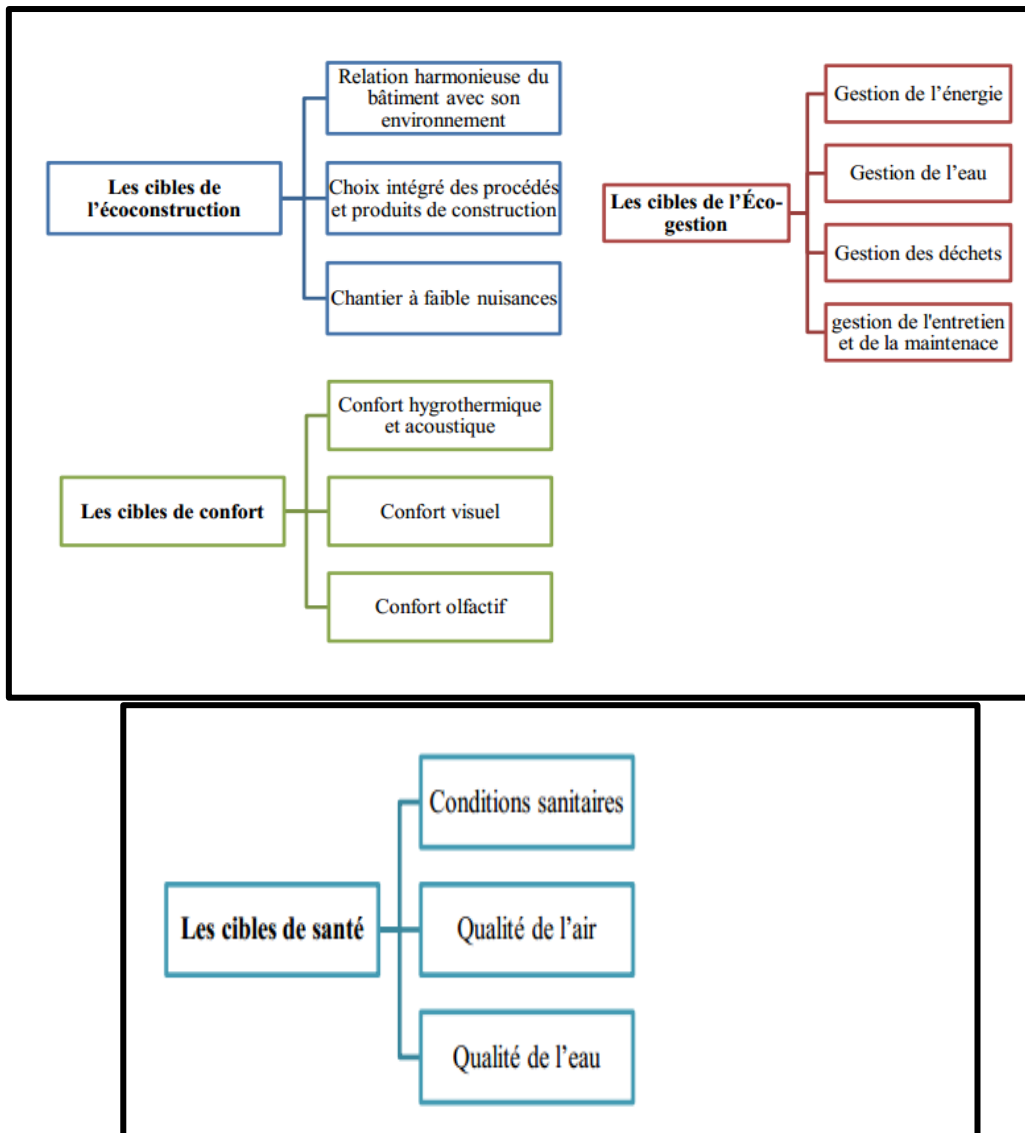 Les cibles de
l'écoconstruction
Relation harmonieuse du
bâtiment avec son
environnement
Choix intégré des procédés
et produits de construction
Chantier à faible nuisances
Les cibles de l'Éco-
gestion
Gestion de l'énergie
Gestion de l'eau
Gestion des déchets
gestion de l'entretien
et de la maintenace
Les cibles de confort
Confort hygrothermique
et acoustique
Confort visuel
Confort olfactif
Les cibles de santé
Conditions sanitaires
Qualité de l'air
Qualité de l'eau